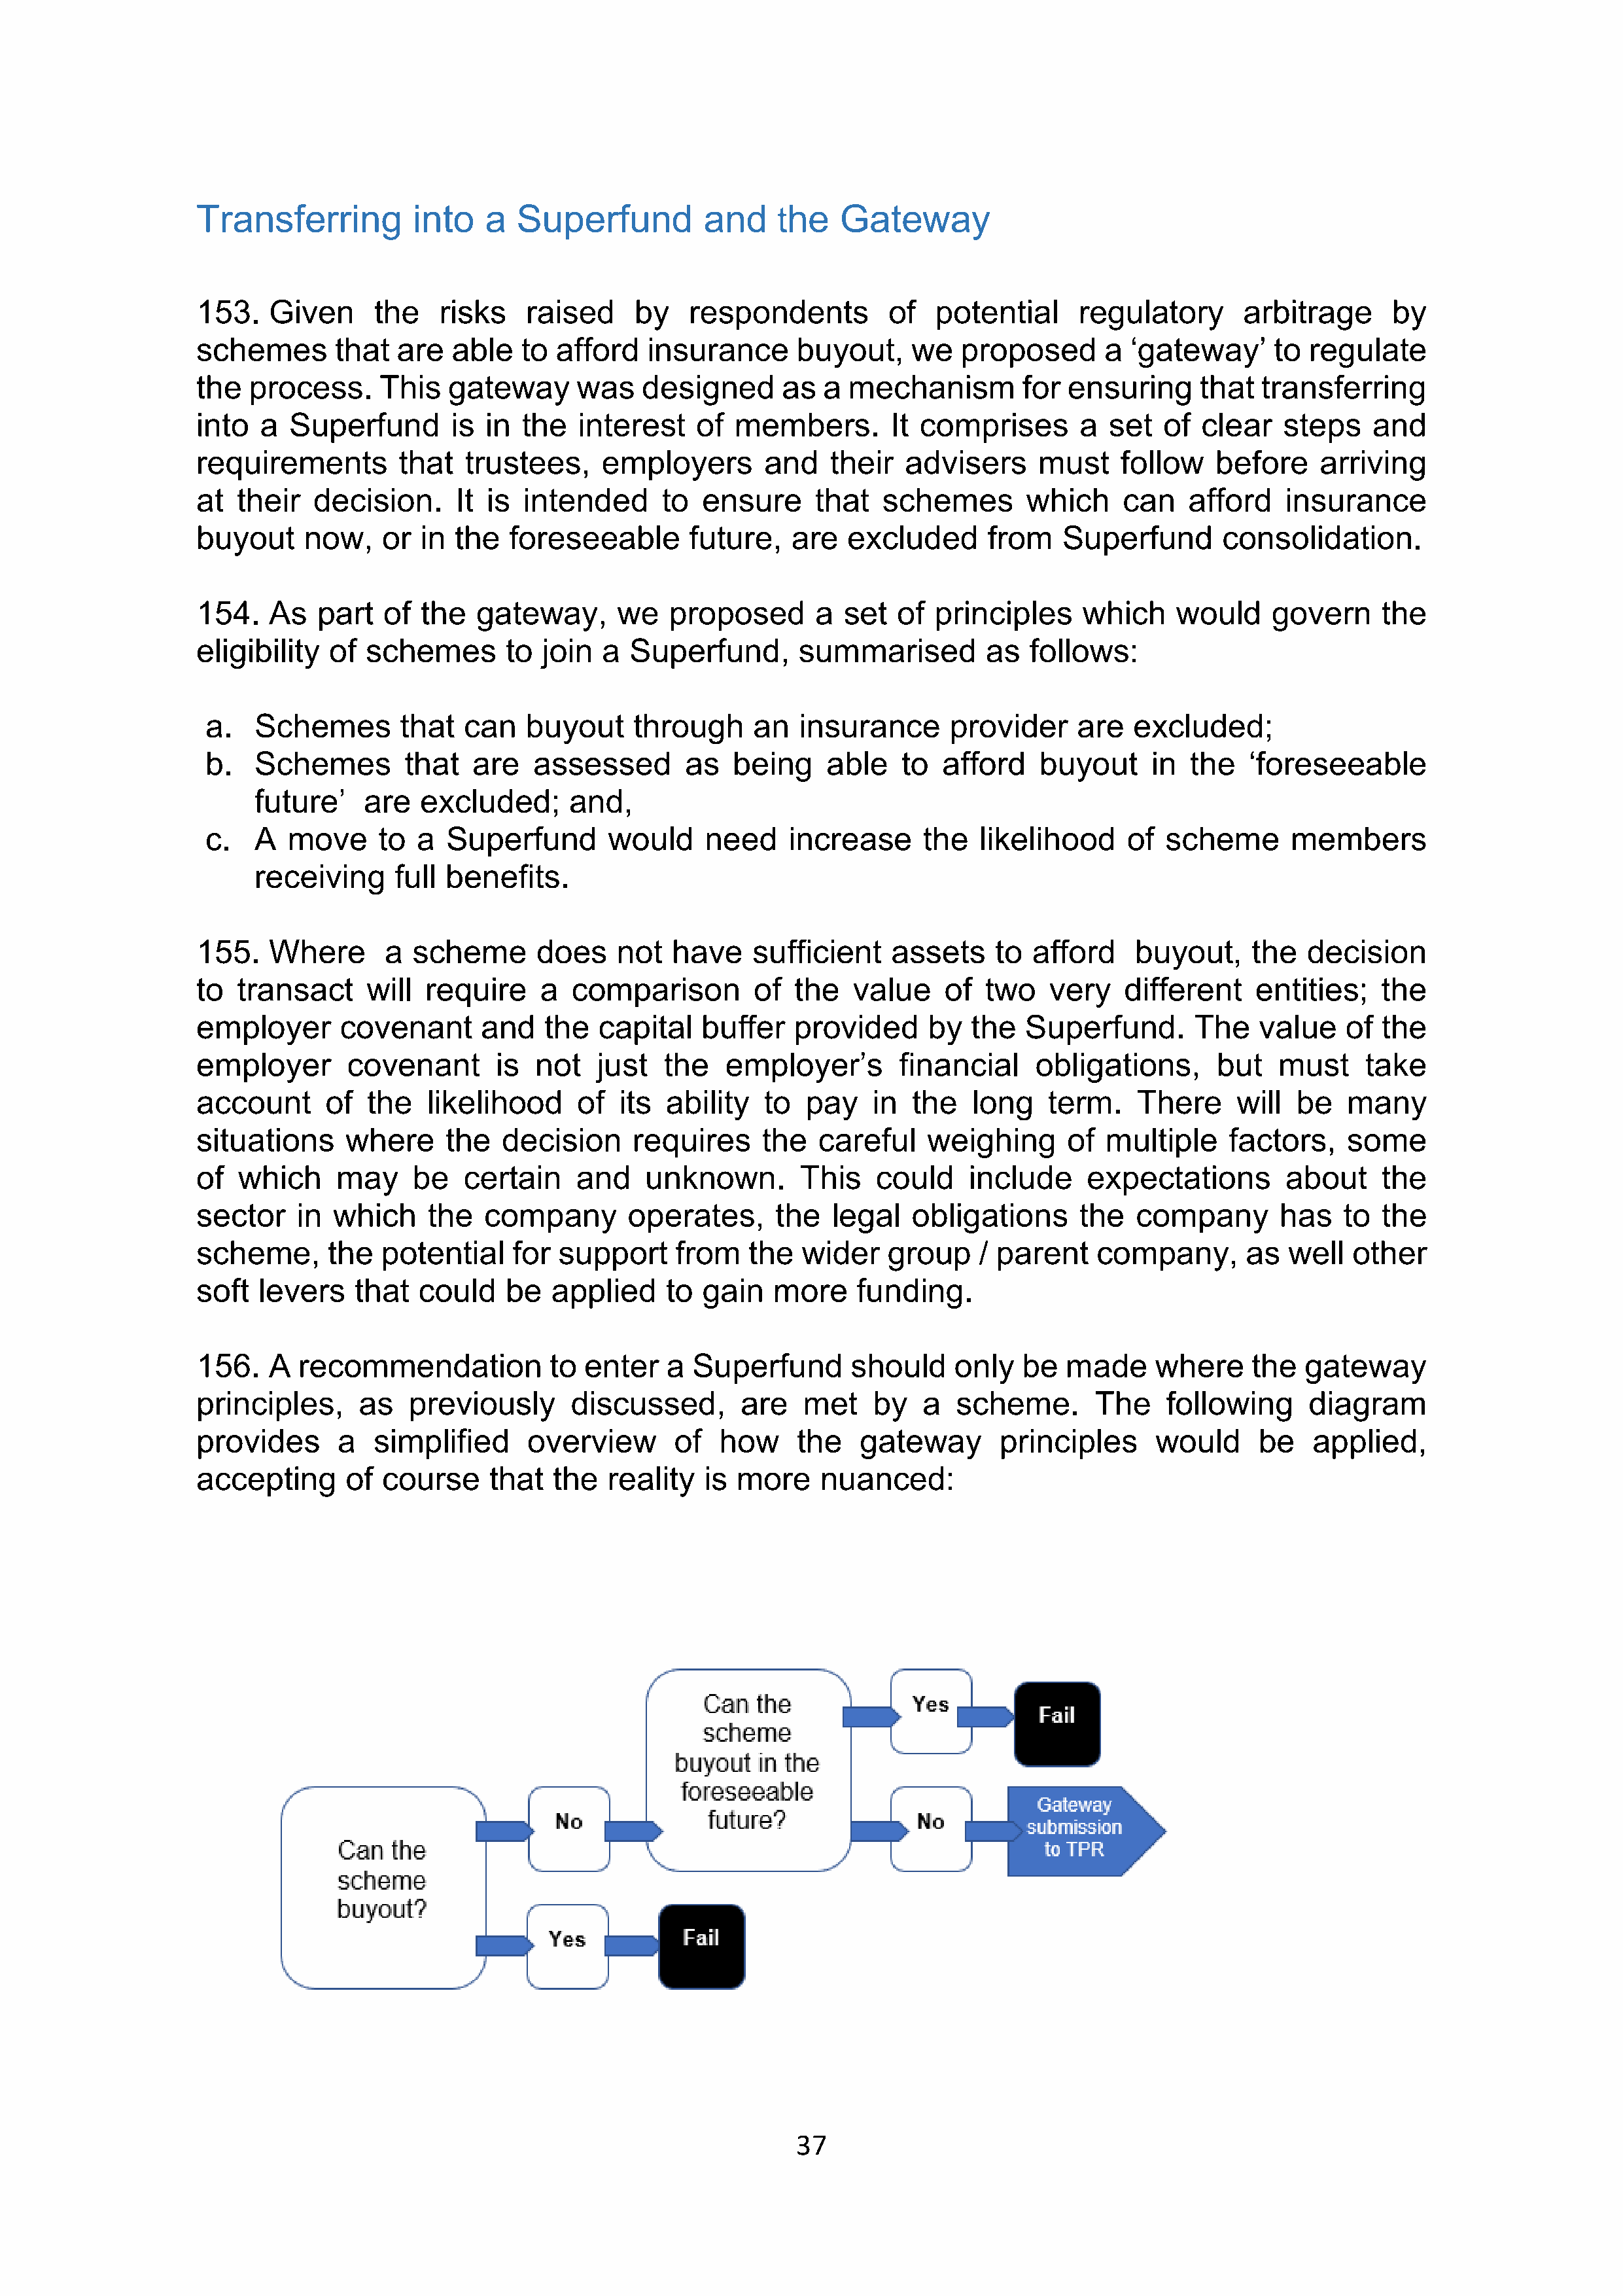 Transferring into a Superfund and the Gateway
153. Given the risks raised by respondents of potential regulatory arbitrage by
schemes that are able to afford insurance buyout, we proposed a ‘gateway’ to regulate
the process. This gateway was designed as a mechanism for ensuring that transferring
into a Superfund is in the interest of members. It comprises a set of clear steps and
requirements that trustees, employers and their advisers must follow before arriving
at their decision. It is intended to ensure that schemes which can afford insurance
buyout now, or in the foreseeable future, are excluded from Superfund consolidation.
154. As part of the gateway, we proposed a set of principles which would govern the
eligibility of schemes to join a Superfund, summarised as follows:
a. Schemes that can buyout through an insurance provider are excluded;
b. Schemes that are assessed as being able to afford buyout in the ‘foreseeable
future’ are excluded; and,
c. A move to a Superfund would need increase the likelihood of scheme members
receiving full benefits.
155. Where a scheme does not have sufficient assets to afford buyout, the decision
to transact will require a comparison of the value of two very different entities; the
employer covenant and the capital buffer provided by the Superfund. The value of the
employer covenant is not just the employer’s financial obligations, but must take
account of the likelihood of its ability to pay in the long term. There will be many
situations where the decision requires the careful weighing of multiple factors, some
of which may be certain and unknown. This could include expectations about the
sector in which the company operates, the legal obligations the company has to the
scheme, the potential for support from the wider group / parent company, as well other
soft levers that could be applied to gain more funding.
156. A recommendation to enter a Superfund should only be made where the gateway
principles, as previously discussed, are met by a scheme. The following diagram
provides a simplified overview of how the gateway principles would be applied,
accepting of course that the reality is more nuanced:
Can the
scheme
buyout?
No
Yes
Fail
Can the
scheme
buyout in the
foreseeable
future?
Yes
Fail
No
Gateway
submission
to TPR
37